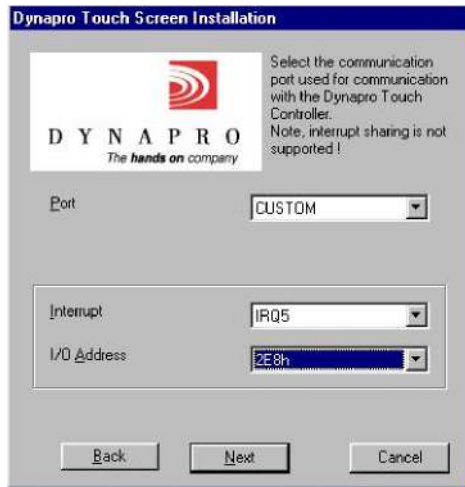 Dynapro Touch Screen Installation
Select the communication
port used for communication
with the Dynapro Touch
Controller.
Note, interrupt sharing is not
supported !
DYNAPRO
The hands on company
Port
CUSTOM
Interrupt
IRQ5
I/O Address
2E8h
Back
Next
Cancel